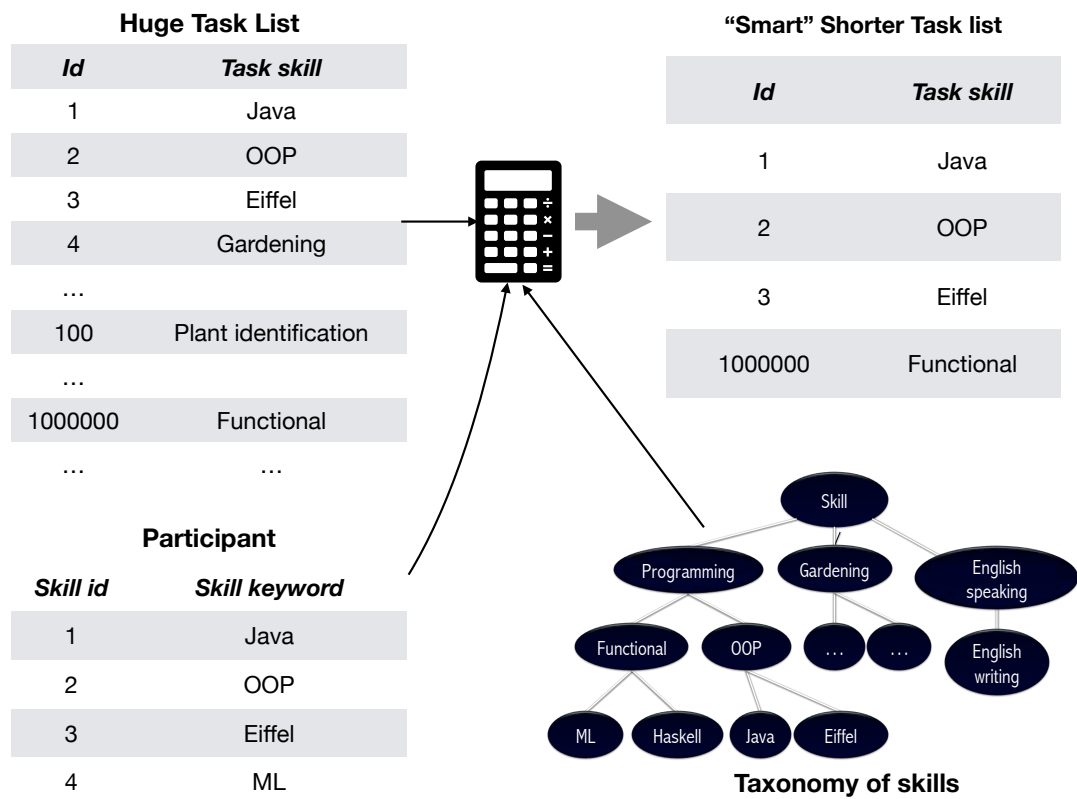 Huge Task List
Id Task skill
1 Java
2 OOP
3 Eiffel
4 Gardening
…
100 Plant identification
…
1000000 Functional
… …
“Smart” Shorter Task list
Id Task skill
1 Java
2 OOP
3 Eiffel
1000000 Functional
÷
×
−
+
=
Participant
Skill id Skill keyword
1 Java
2 OOP
3 Eiffel
4 ML
Skill
Programming Gardening English
speaking
Functional OOP … … English
writing
ML Haskell Java Eiffel
Taxonomy of skills